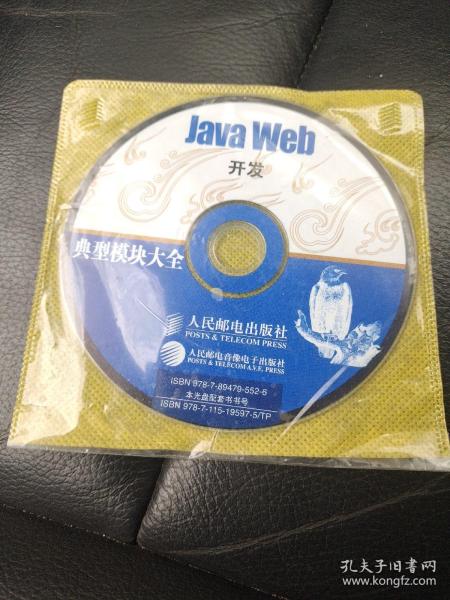 Java Web
开发
典型模块大全
人民邮电出版社
POSTS & TELECOM PRESS
人民邮电音像电子出版社
POSTS & TELECOM A.V.E. PRESS
ISBN 978-7-89479-552-6
本光盘配套书书号
ISBN 978-7-115-19597-5/TP
孔夫子旧书网
www.kongfz.com